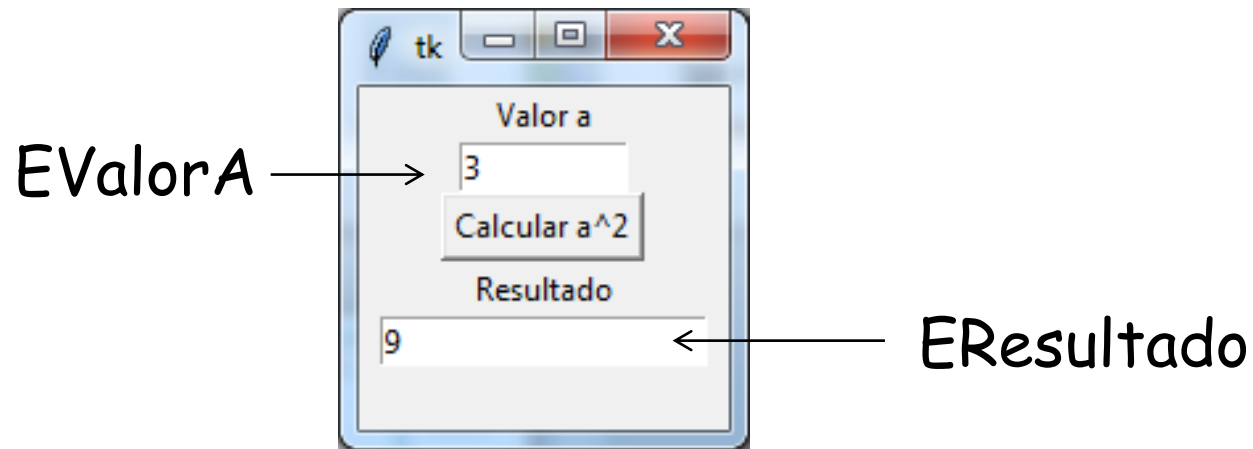 tk
Valor a
EValorA
3
Calcular a^2
Resultado
9
EResultado